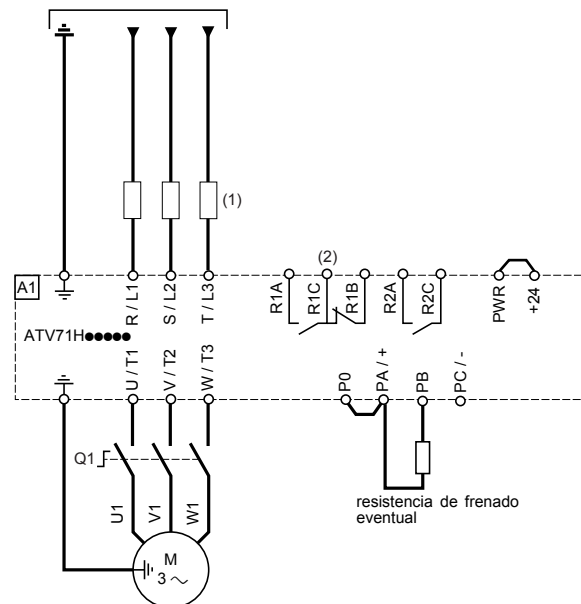 (1)
(2)
A1
R / L1
S / L2
T / L3
R1A
R1C
R1B
R2A
R2C
PWR
+24
ATV71H●●●●●
U / T1
V / T2
W / T3
P0
PA / +
PB
PC / -
Q1
U1
V1
W1
resistencia de frenado
eventual
M
3 ~